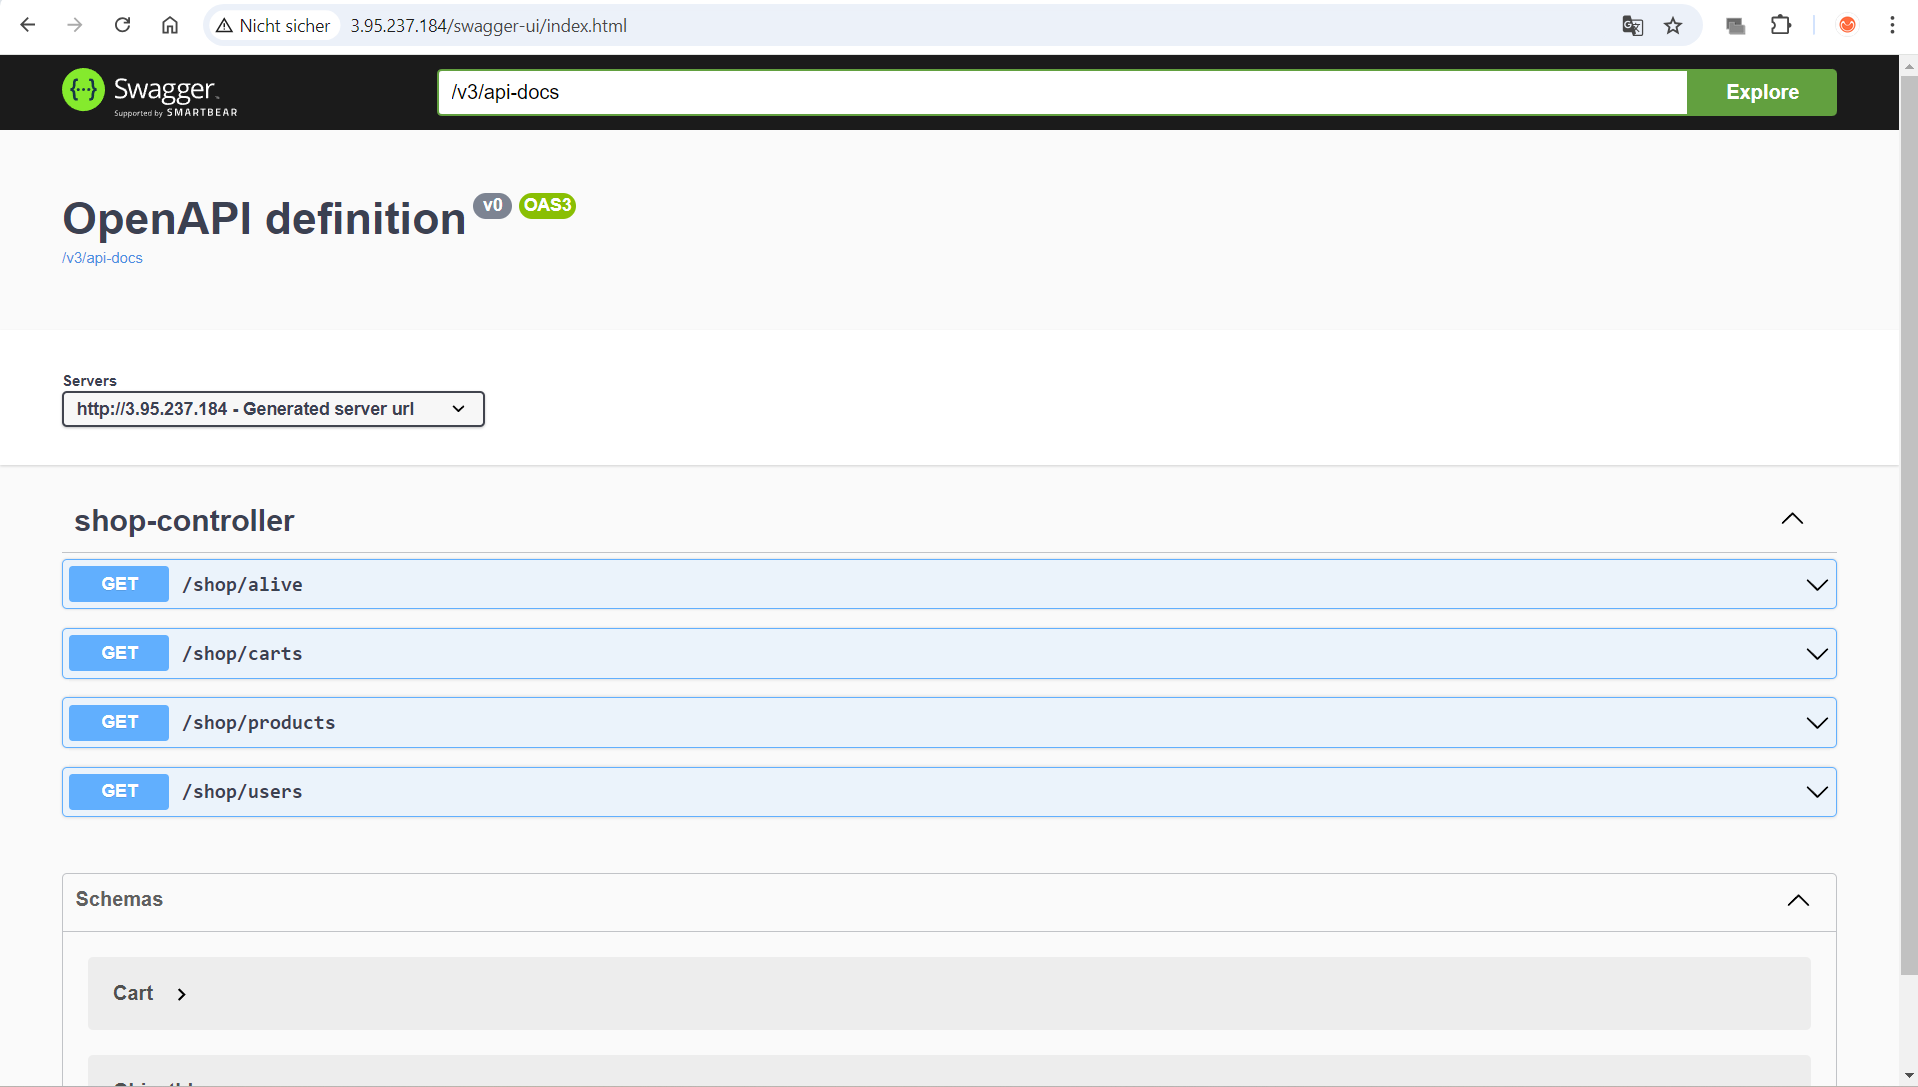 Nicht sicher 3.95.237.184/swagger-ui/index.html
{···} Swagger
Supported by SMARTBEAR
/v3/api-docs
Explore
OpenAPI definition v0 OAS3
/v3/api-docs
Servers
http://3.95.237.184 - Generated server url
shop-controller
GET /shop/alive
GET /shop/carts
GET /shop/products
GET /shop/users
Schemas
Cart